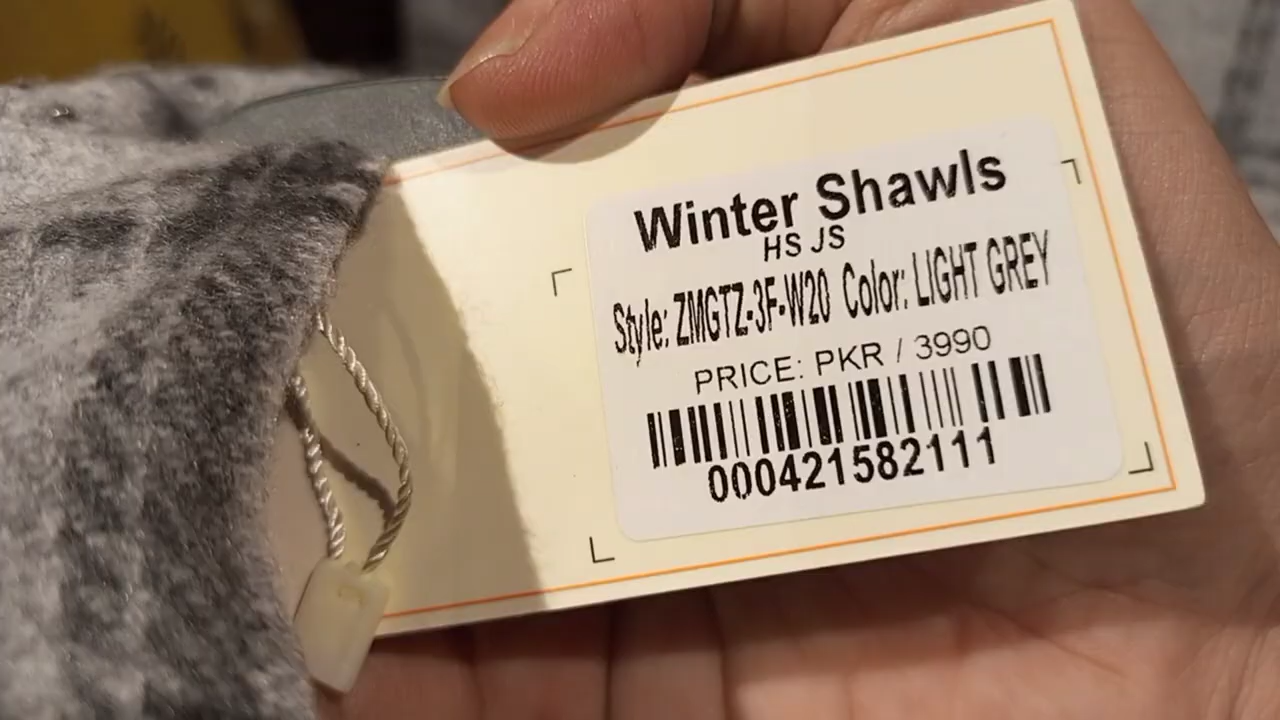 Winter Shawls
HS JS
Style: ZMGTZ-3F-W20 Color: LIGHT GREY
PRICE: PKR / 3990
000421582111